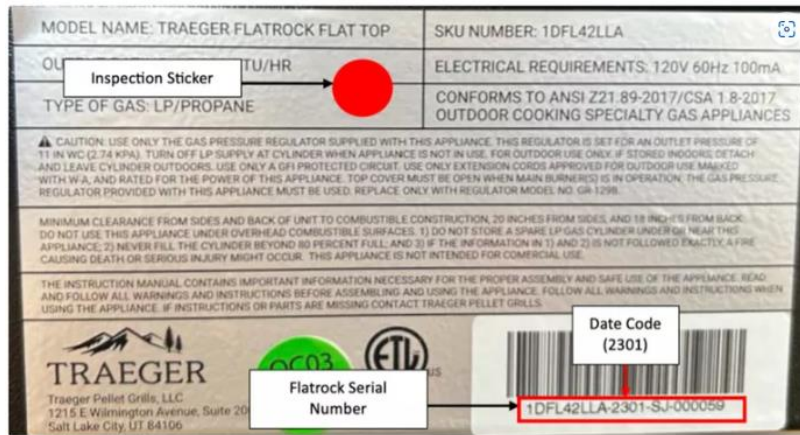 MODEL NAME: TRAEGER FLATROCK FLAT TOP
SKU NUMBER: 1DFL42LLA
TU/HR
Inspection Sticker
ELECTRICAL REQUIREMENTS: 120V 60Hz 100mA
TYPE OF GAS: LP/PROPANE
CONFORMS TO ANSI Z21.89-2017/CSA 1.8-2017
OUTDOOR COOKING SPECIALTY GAS APPLIANCES
CAUTION: USE ONLY THE GAS PRESSURE REGULATOR SUPPLIED WITH THIS APPLIANCE. THIS REGULATOR IS SET FOR AN OUTLET PRESSURE OF
11 IN WC (2.74 KPA). TURN OFF LP SUPPLY AT CYLINDER WHEN APPLIANCE IS NOT IN USE. FOR OUTDOOR USE ONLY. IF STORED INDOORS, DETACH
AND LEAVE CYLINDER OUTDOORS. USE ONLY A GFI PROTECTED CIRCUIT. USE ONLY EXTENSION CORDS APPROVED FOR OUTDOOR USE MARKED
WITH W-A, AND RATED FOR THE POWER OF THIS APPLIANCE. TOP COVER MUST BE OPEN WHEN MAIN BURNER(S) IS IN OPERATION. THE GAS PRESSURE
REGULATOR PROVIDED WITH THIS APPLIANCE MUST BE USED. REPLACE ONLY WITH REGULATOR MODEL NO. GR-129B.
MINIMUM CLEARANCE FROM SIDES AND BACK OF UNIT TO COMBUSTIBLE CONSTRUCTION, 20 INCHES FROM SIDES, AND 18 INCHES FROM BACK.
DO NOT USE THIS APPLIANCE UNDER OVERHEAD COMBUSTIBLE SURFACES. 1) DO NOT STORE A SPARE LP GAS CYLINDER UNDER OR NEAR THIS
APPLIANCE; 2) NEVER FILL THE CYLINDER BEYOND 80 PERCENT FULL; AND 3) IF THE INFORMATION IN 1) AND 2) IS NOT FOLLOWED EXACTLY, A FIRE
CAUSING DEATH OR SERIOUS INJURY MIGHT OCCUR. THIS APPLIANCE IS NOT INTENDED FOR COMERCIAL USE.
THE INSTRUCTION MANUAL CONTAINS IMPORTANT INFORMATION NECESSARY FOR THE PROPER ASSEMBLY AND SAFE USE OF THE APPLIANCE. READ
AND FOLLOW ALL WARNINGS AND INSTRUCTIONS BEFORE ASSEMBLING AND USING THE APPLIANCE. FOLLOW ALL WARNINGS AND INSTRUCTIONS WHEN
USING THE APPLIANCE. IF INSTRUCTIONS OR PARTS ARE MISSING CONTACT TRAEGER PELLET GRILLS.
Date Code
(2301)
TRAEGER
QC03
ETL
US
Flatrock Serial
Number
1DFL42LLA-2301-SJ-000059
Traeger Pellet Grills, LLC
1215 E Wilmington Avenue, Suite 20
Salt Lake City, UT 84106